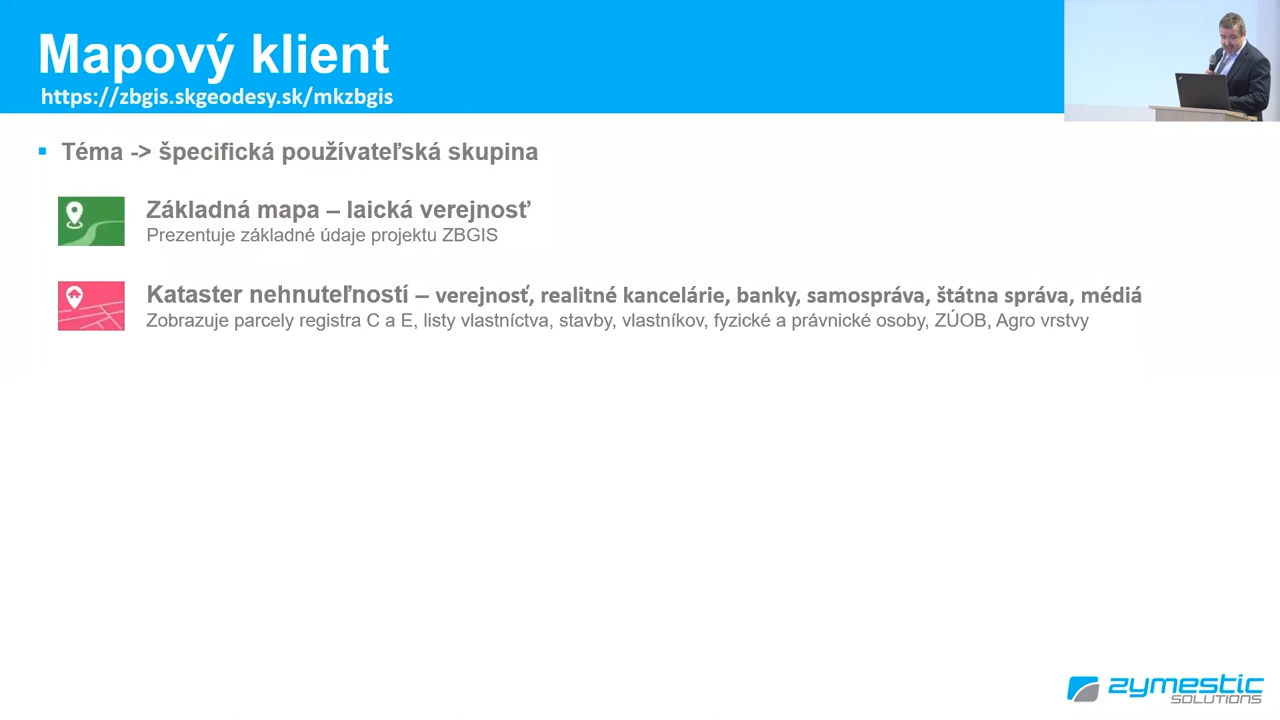 Mapový klient
https://zbgis.skgeodesy.sk/mkzbgis
Téma -> špecifická používateľská skupina
Základná mapa – laická verejnosť
Prezentuje základné údaje projektu ZBGIS
Kataster nehnuteľností – verejnosť, realitné kancelárie, banky, samospráva, štátna správa, médiá
Zobrazuje parcely registra C a E, listy vlastníctva, stavby, vlastníkov, fyzické a právnické osoby, ZÚOB, Agro vrstvy
zymestic
SOLUTIONS